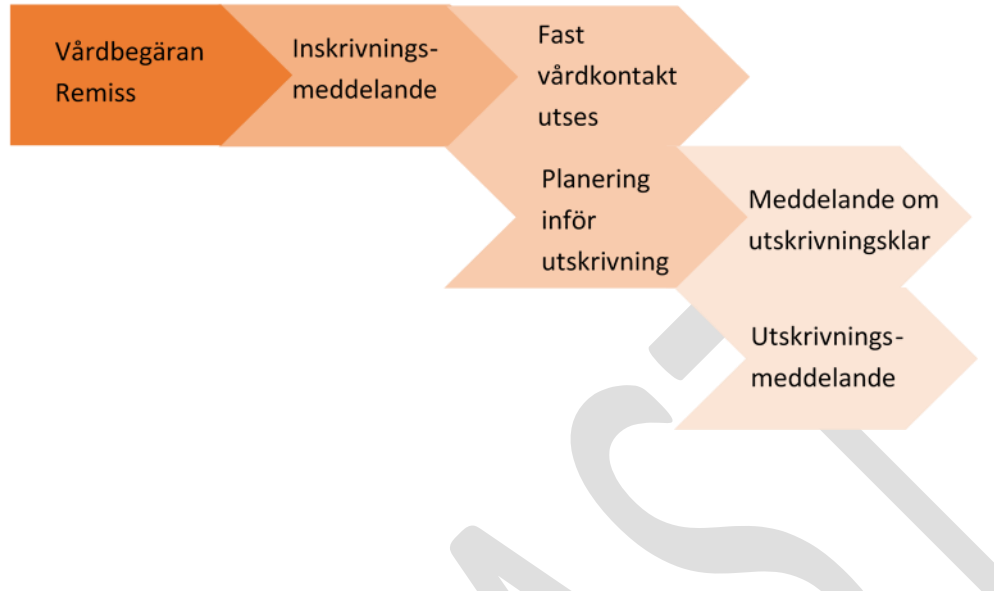 Vårdbegäran
Remiss
Inskrivnings-
meddelande
Fast
vårdkontakt
utses
Planering
inför
utskrivning
Meddelande om
utskrivningsklar
Utskrivnings-
meddelande